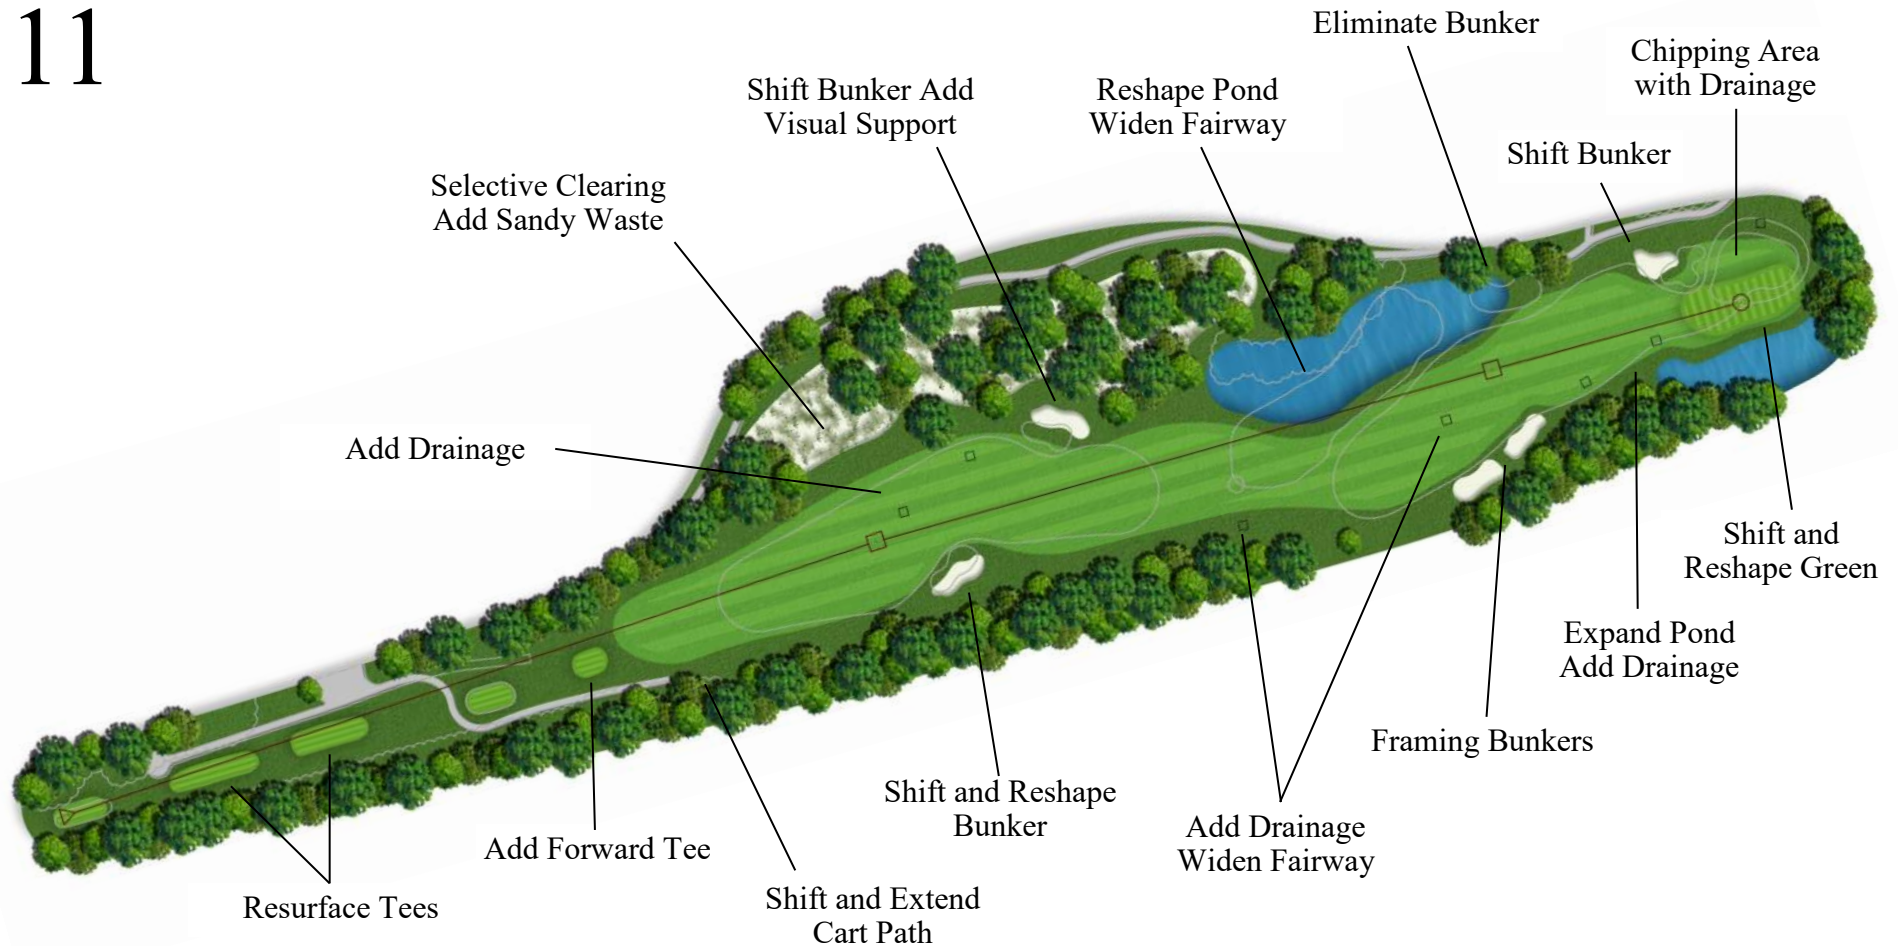 11
Eliminate Bunker
Chipping Area
with Drainage
Shift Bunker Add
Visual Support
Reshape Pond
Widen Fairway
Shift Bunker
Selective Clearing
Add Sandy Waste
Add Drainage
Shift and
Reshape Green
Expand Pond
Add Drainage
Framing Bunkers
Shift and Reshape
Bunker
Add Drainage
Widen Fairway
Add Forward Tee
Shift and Extend
Cart Path
Resurface Tees